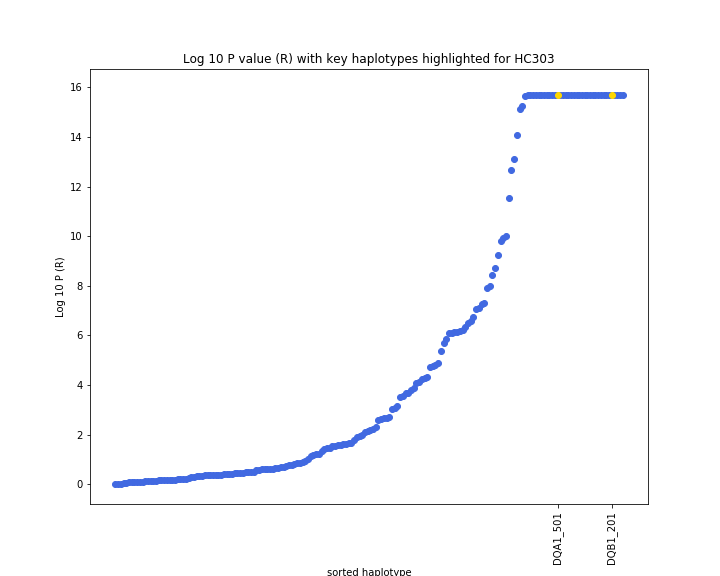 Log 10 P value (R) with key haplotypes highlighted for HC303
16
14
12
10
8
6
4
2
0
Log 10 P (R)
DQA1_501
DQB1_201
sorted haplotype